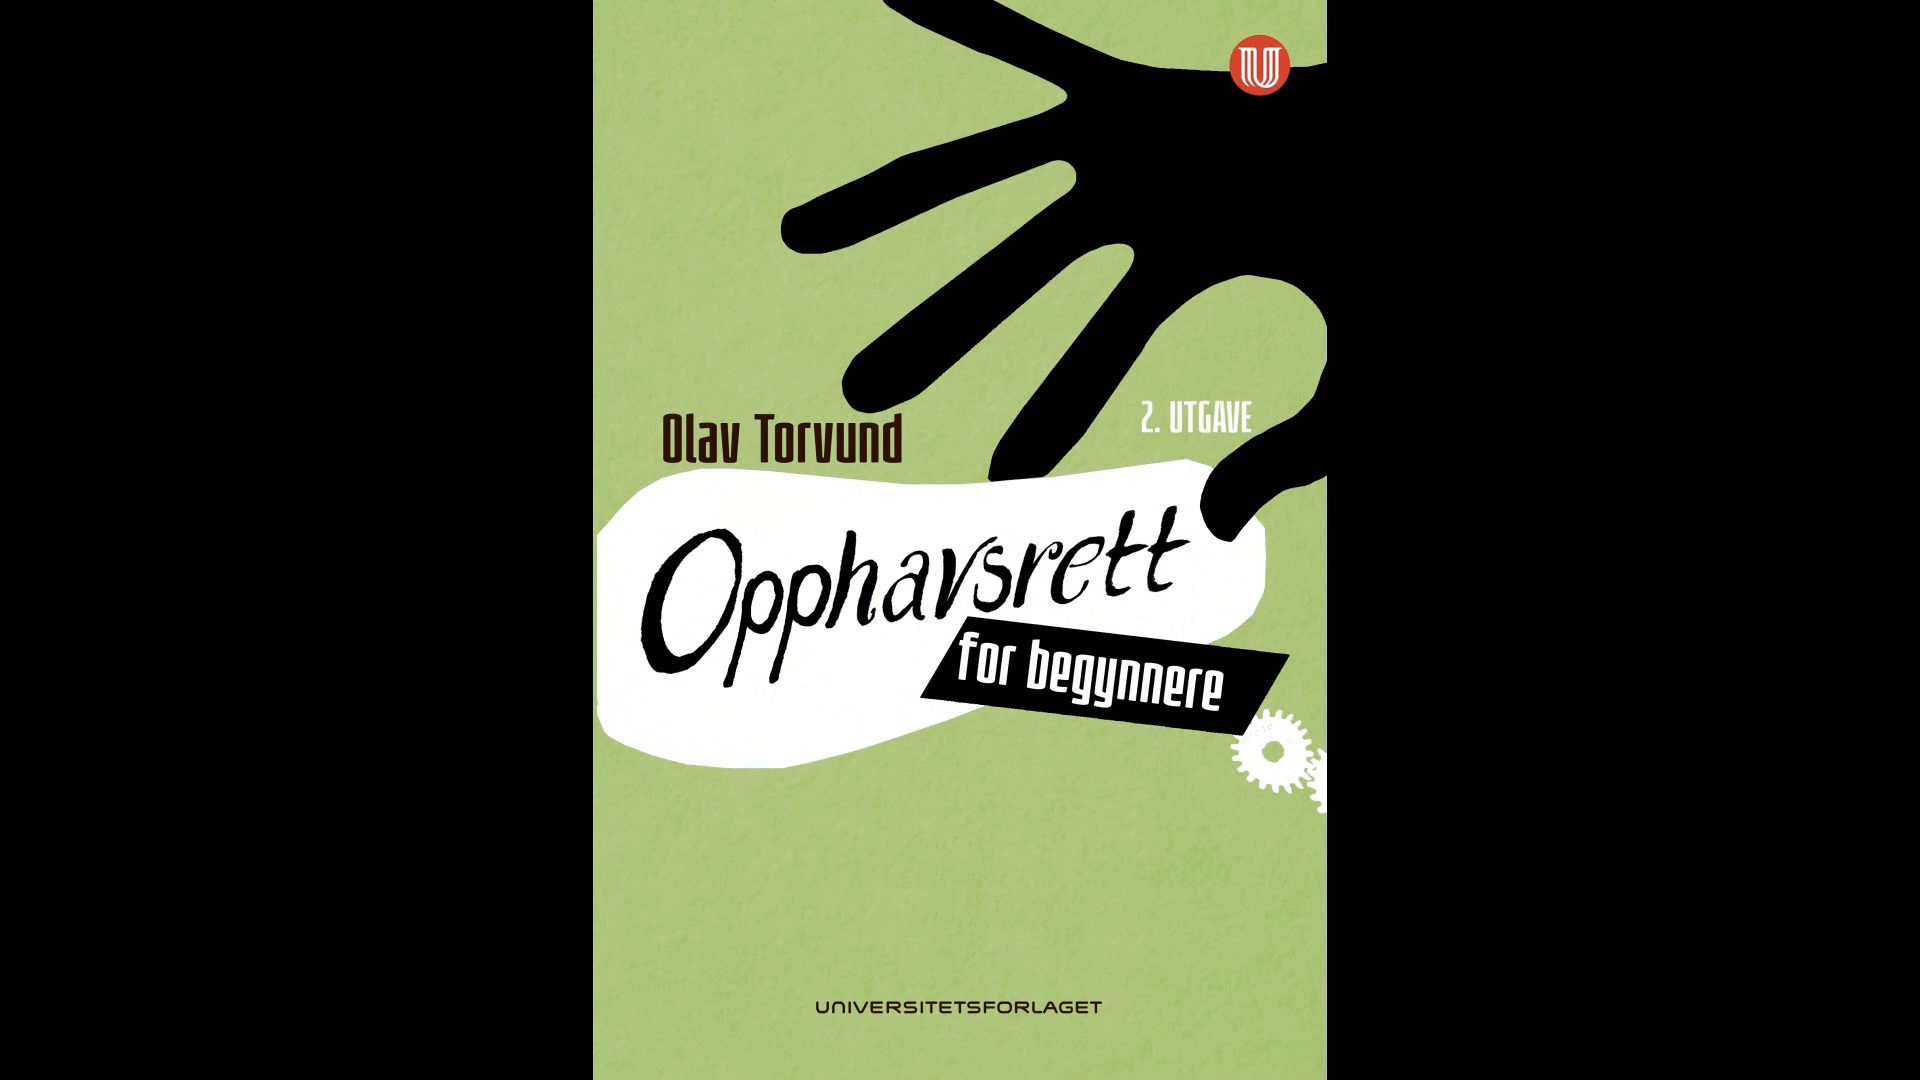 U
Olav Torvund
2. UTGAVE
Opphavsrett
for begynnere
UNIVERSITETSFORLAGET